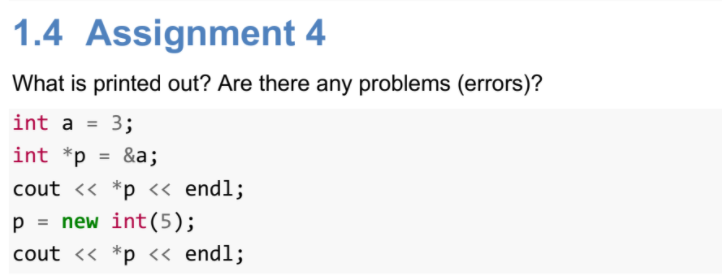 1.4 Assignment 4
What is printed out? Are there any problems (errors)?
int a = 3;
int *p = &a;
cout << *p << endl;
p = new int(5);
cout << *p << endl;